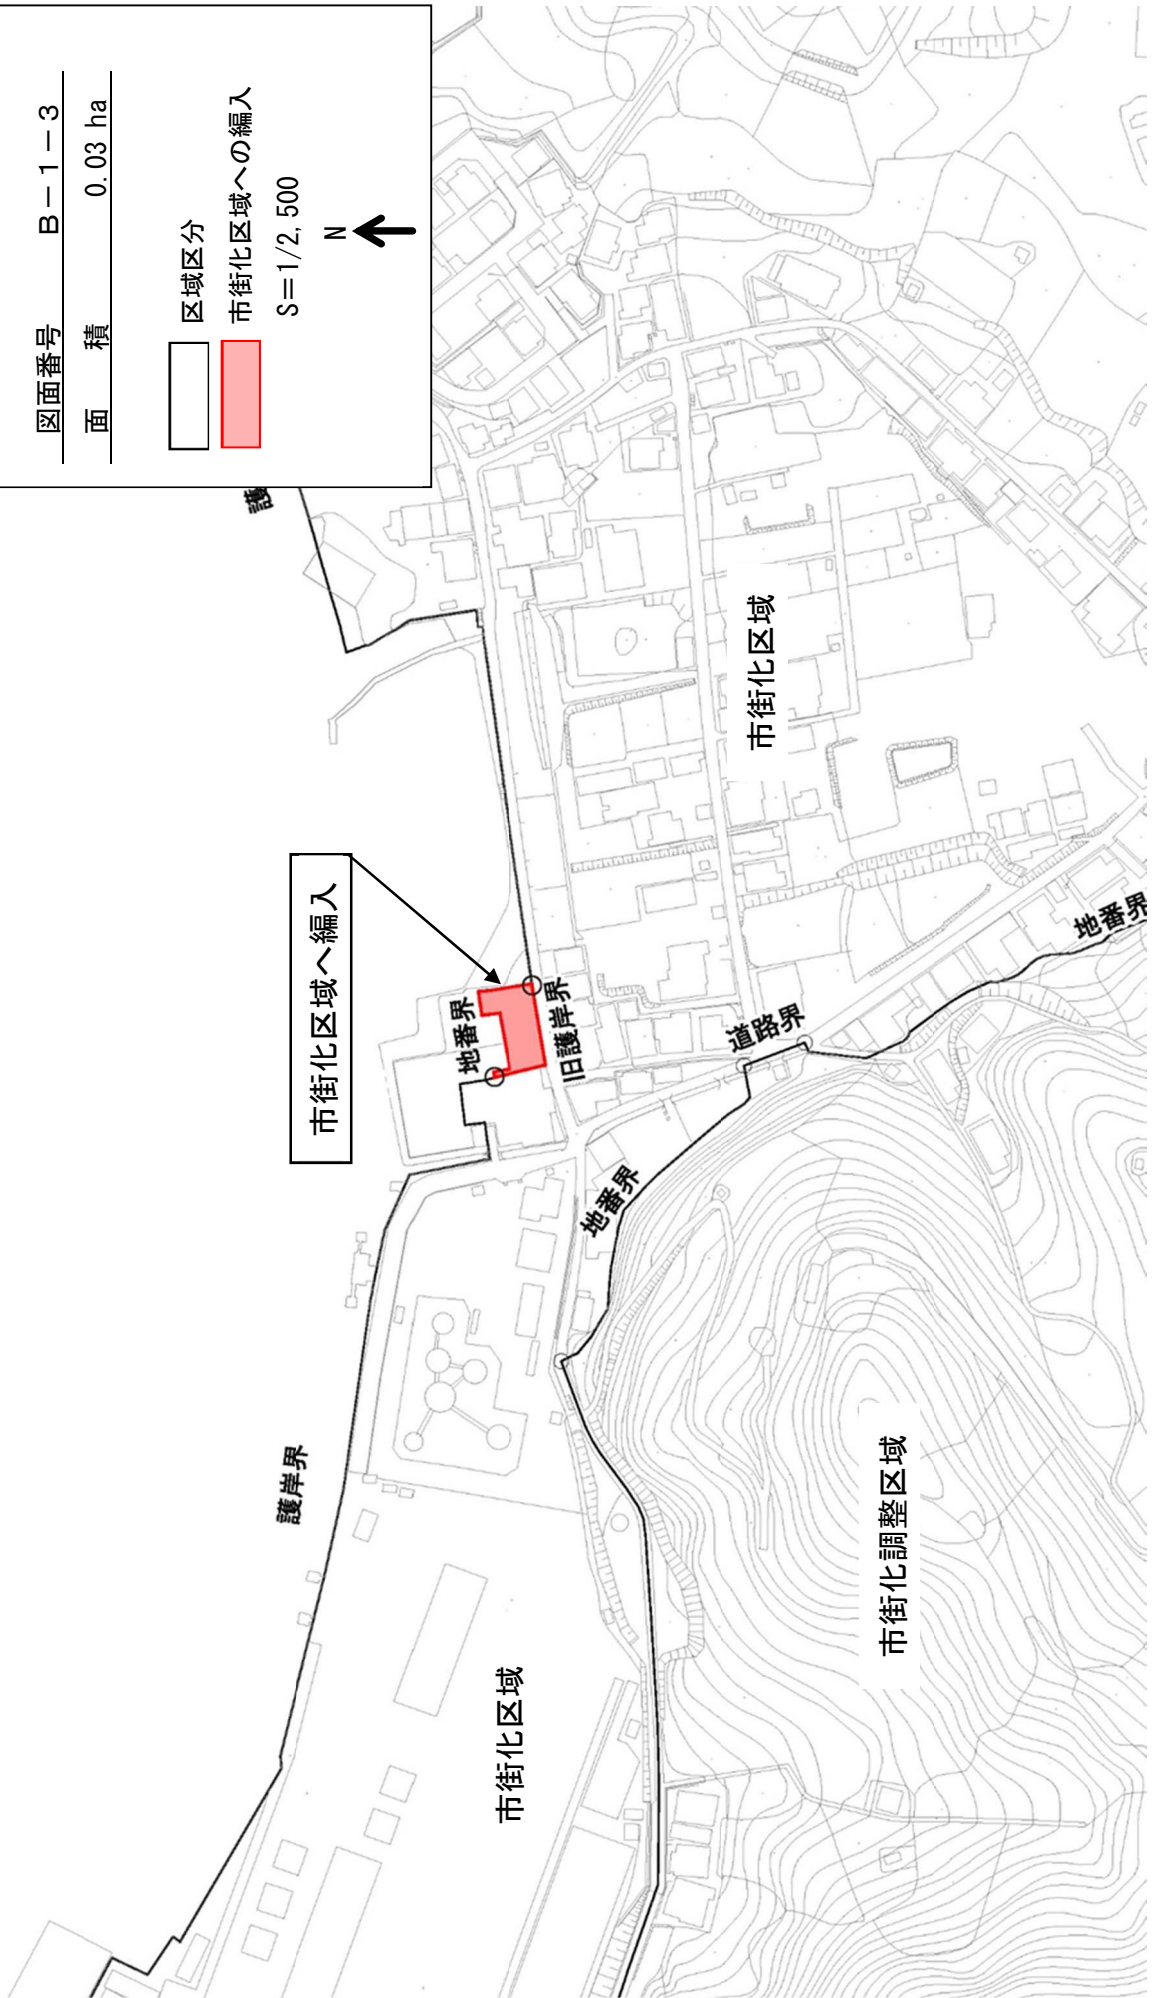 図面番号 B-1-3
面 積 0.03 ha
区域区分
市街化区域への編入
S=1/2,500
N
護
市街化区域へ編入
地番界
旧護岸界
市街化区域
道路界
地番界
地番界
護岸界
市街化区域
市街化調整区域